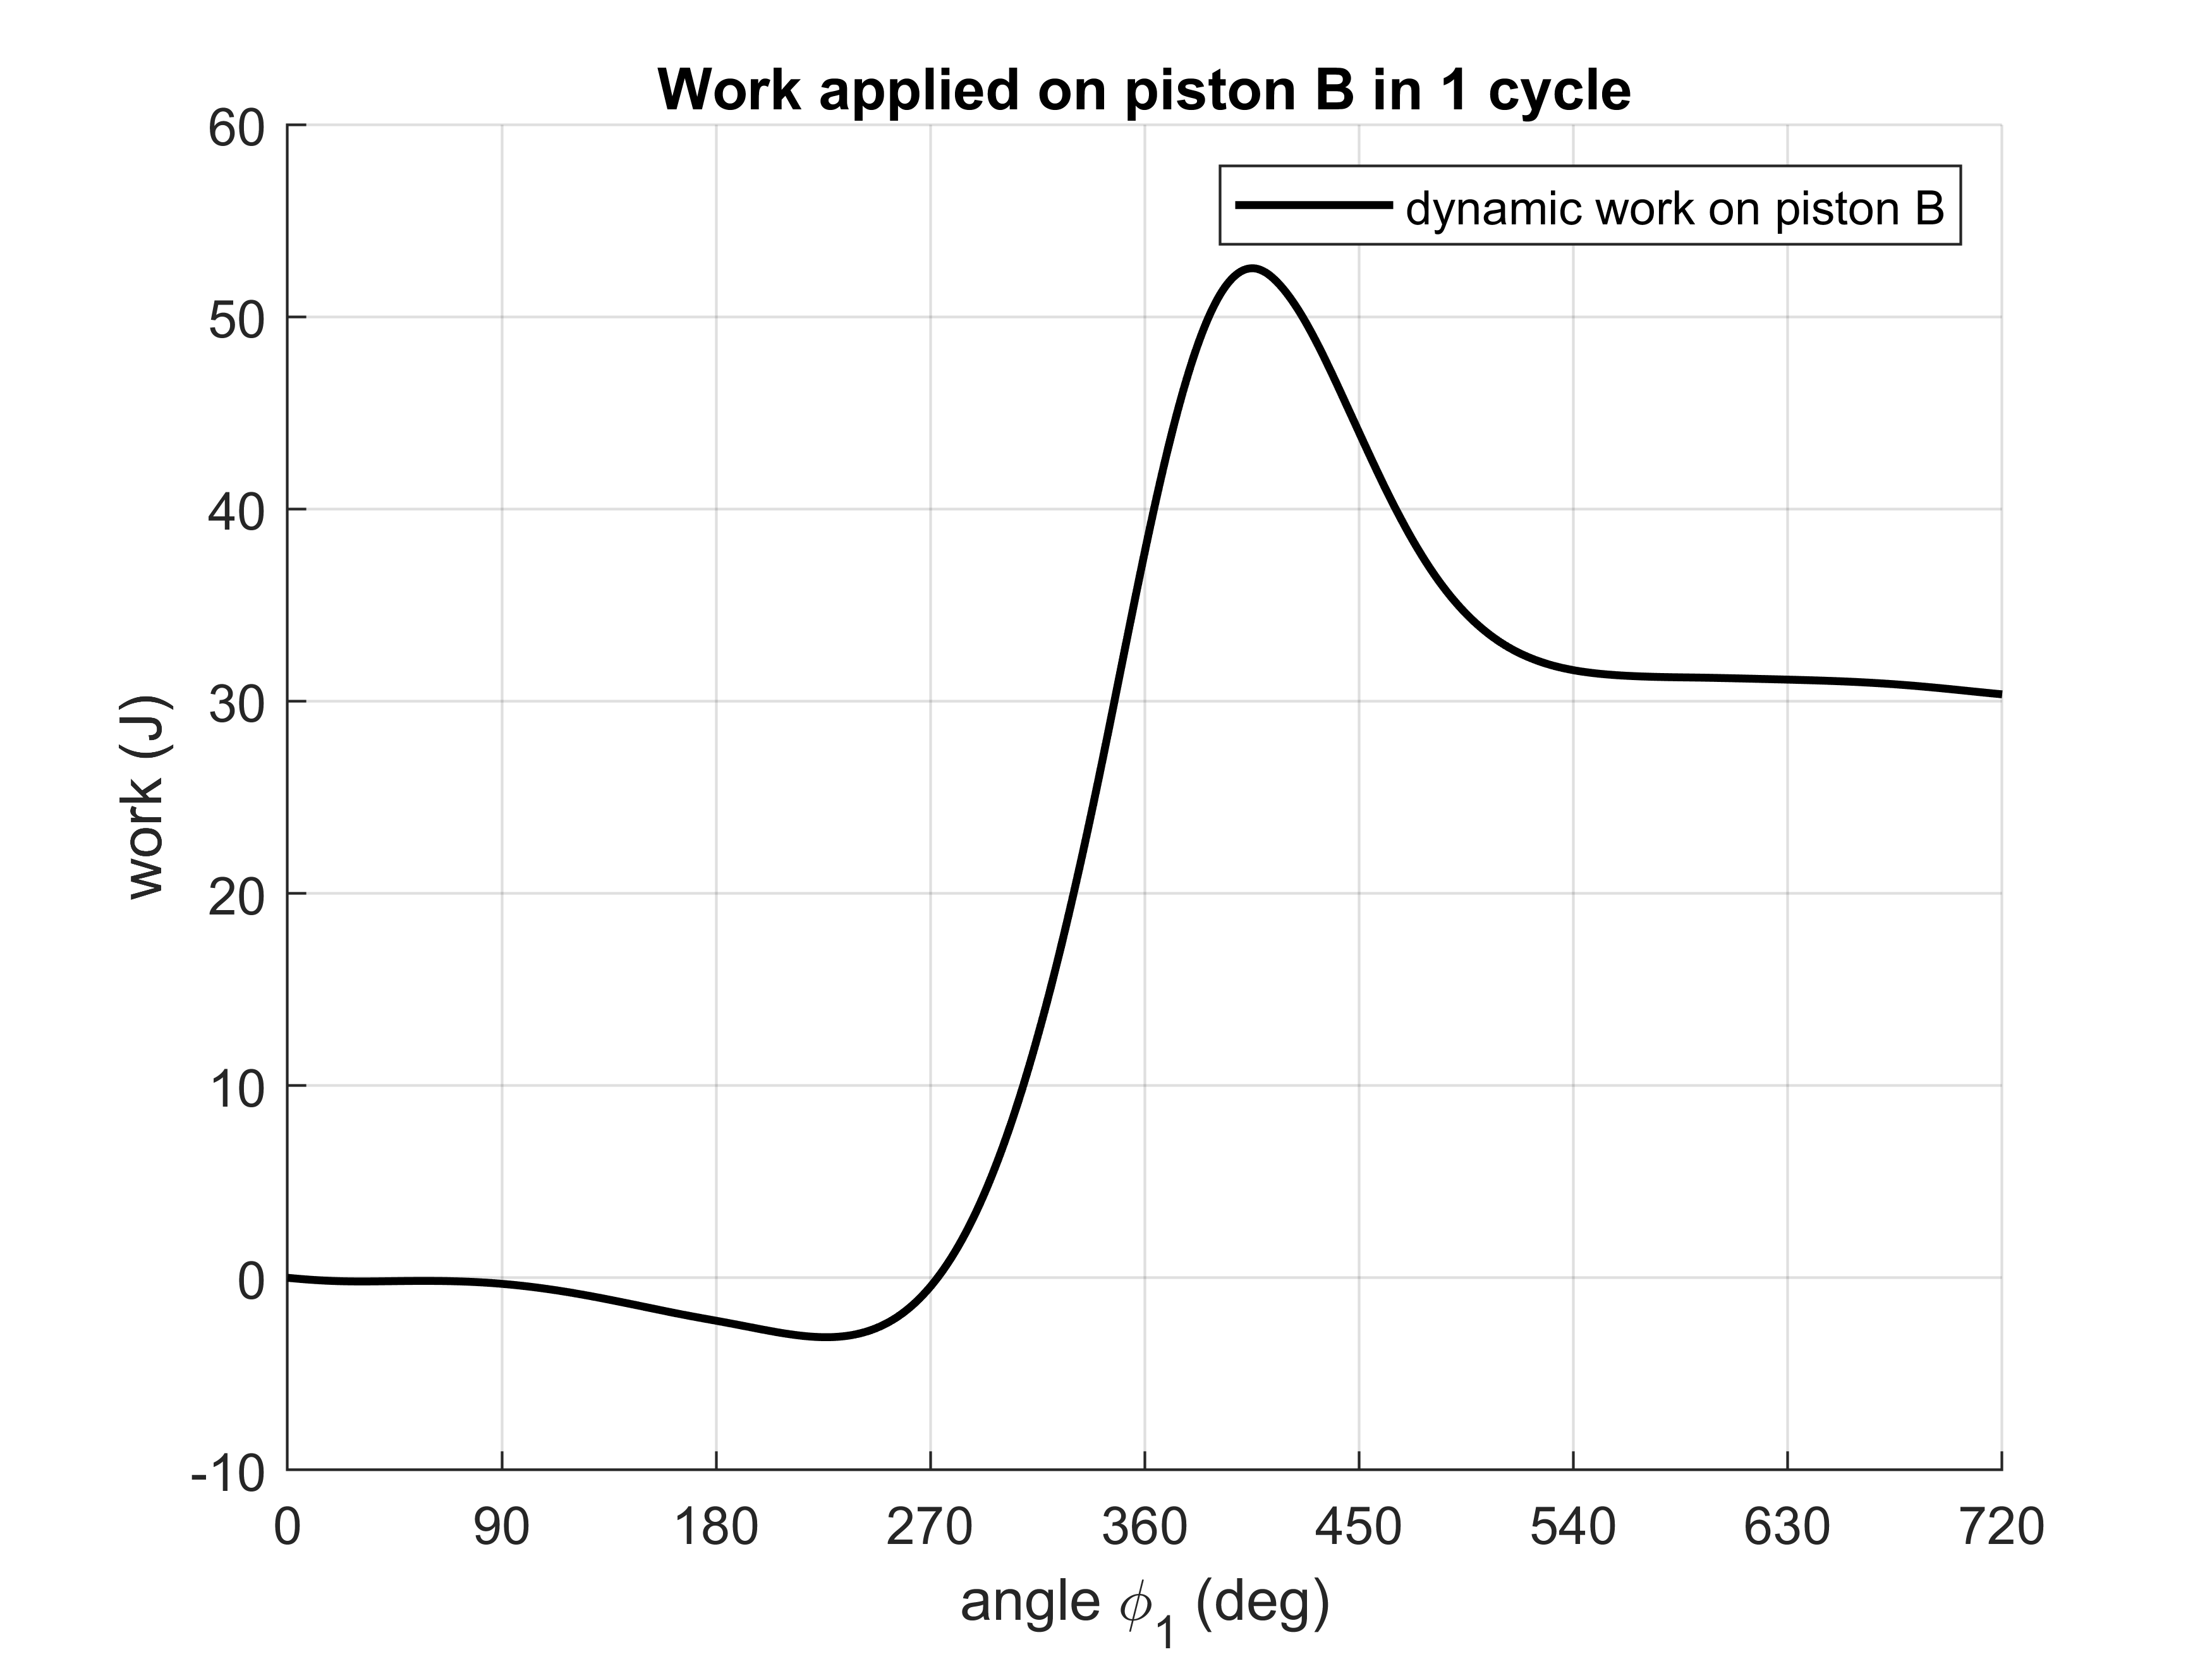 Work applied on piston B in 1 cycle
dynamic work on piston B
60
50
40
30
20
10
0
-10
work (J)
0 90 180 270 360 450 540 630 720
angle ϕ₁ (deg)